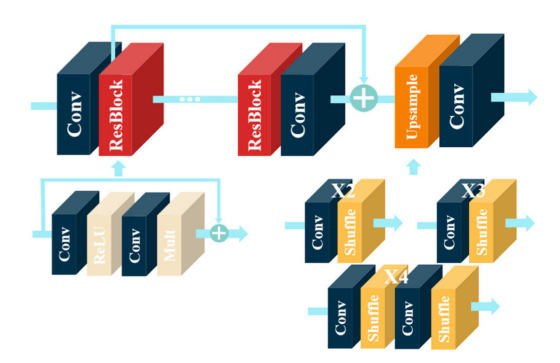 Conv
ResBlock
...
ResBlock
Conv
Upsample
Conv
Conv
ReLU
Conv
Mult
X2
Conv
Shuffle
X3
Conv
Shuffle
X4
Conv
Shuffle
Conv
Shuffle